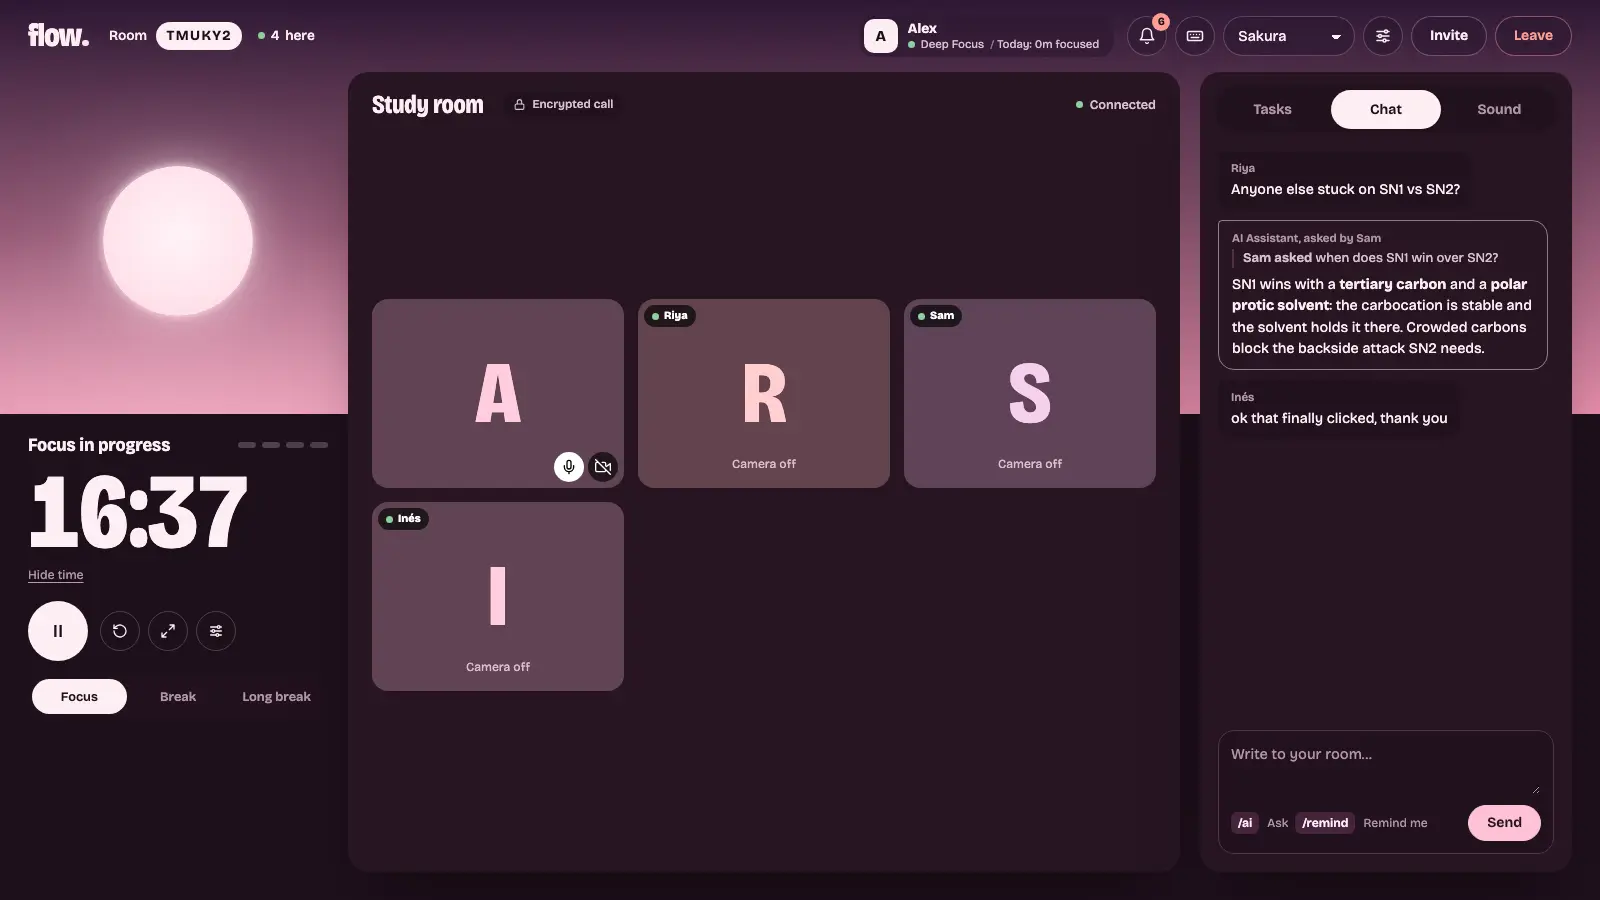 flow.
Room TMUKY2 4 here
A
Alex
Deep Focus / Today: 0m focused
6
Sakura
Invite
Leave
Focus in progress
16:37
Hide time
Focus Break Long break
Study room
Encrypted call
Connected
A
Riya
R
Camera off
Sam
S
Camera off
Inés
I
Camera off
Tasks Chat Sound
Riya
Anyone else stuck on SN1 vs SN2?
AI Assistant, asked by Sam
Sam asked when does SN1 win over SN2?
SN1 wins with a tertiary carbon and a polar
protic solvent: the carbocation is stable and
the solvent holds it there. Crowded carbons
block the backside attack SN2 needs.
Inés
ok that finally clicked, thank you
Write to your room...
/ai Ask /remind Remind me
Send